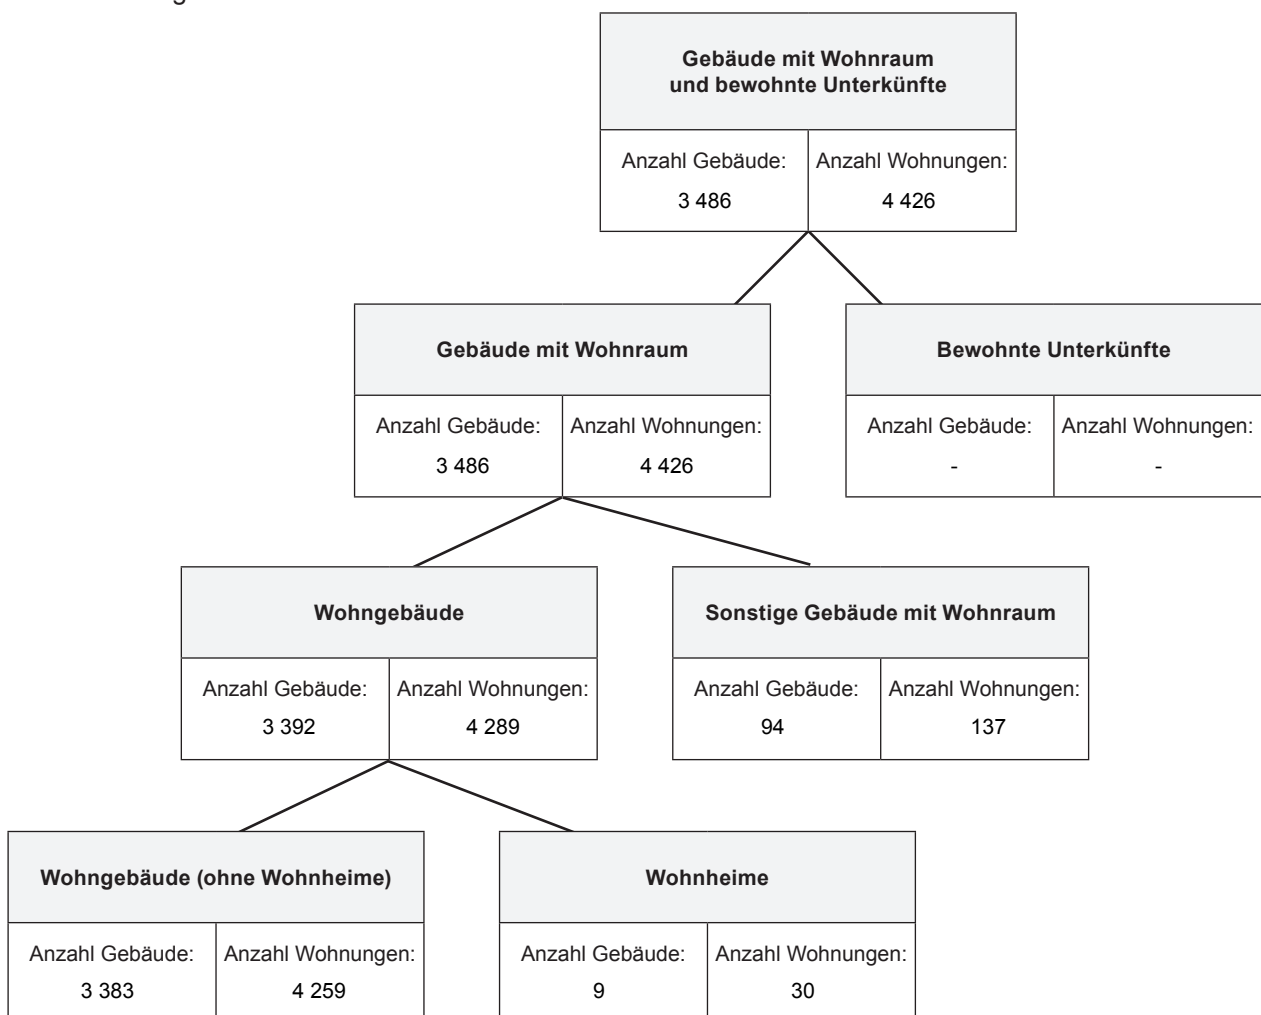 Gebäude mit Wohnraum
und bewohnte Unterkünfte
Anzahl Gebäude: Anzahl Wohnungen:
3 486 4 426
Gebäude mit Wohnraum
Bewohnte Unterkünfte
Anzahl Gebäude: Anzahl Wohnungen:
3 486 4 426
Anzahl Gebäude: Anzahl Wohnungen:
- -
Wohngebäude
Sonstige Gebäude mit Wohnraum
Anzahl Gebäude: Anzahl Wohnungen:
3 392 4 289
Anzahl Gebäude: Anzahl Wohnungen:
94 137
Wohngebäude (ohne Wohnheime)
Wohnheime
Anzahl Gebäude: Anzahl Wohnungen:
3 383 4 259
Anzahl Gebäude: Anzahl Wohnungen:
9 30